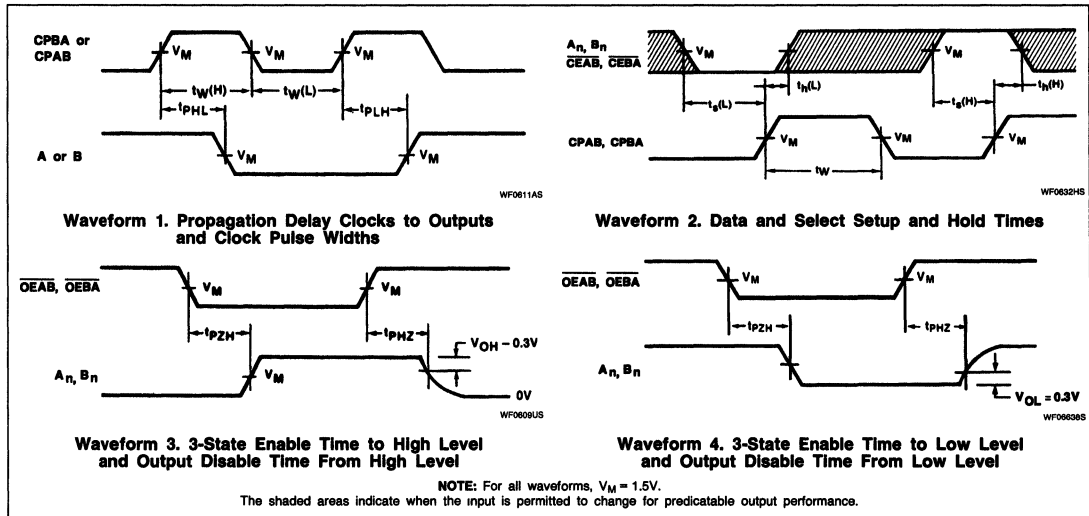 CPBA or
CPAB
VM
VM
VM
tW(H)
tW(L)
tPHL
tPLH
A or B
VM
VM
WF0611AS
Waveform 1. Propagation Delay Clocks to Outputs
and Clock Pulse Widths
An, Bn
CEAB, CEBA
VM
VM
th(L)
th(H)
ts(L)
ts(H)
CPAB, CPBA
VM
VM
tW
WF0632HS
Waveform 2. Data and Select Setup and Hold Times
OEAB, OEBA
VM
VM
tPZH
tPHZ
VOH – 0.3V
An, Bn
VM
0V
WF0609US
Waveform 3. 3-State Enable Time to High Level
and Output Disable Time From High Level
OEAB, OEBA
VM
VM
tPZH
tPHZ
An, Bn
VOL = 0.3V
WF06636S
Waveform 4. 3-State Enable Time to Low Level
and Output Disable Time From Low Level
NOTE: For all waveforms, VM = 1.5V.
The shaded areas indicate when the input is permitted to change for predicatable output performance.